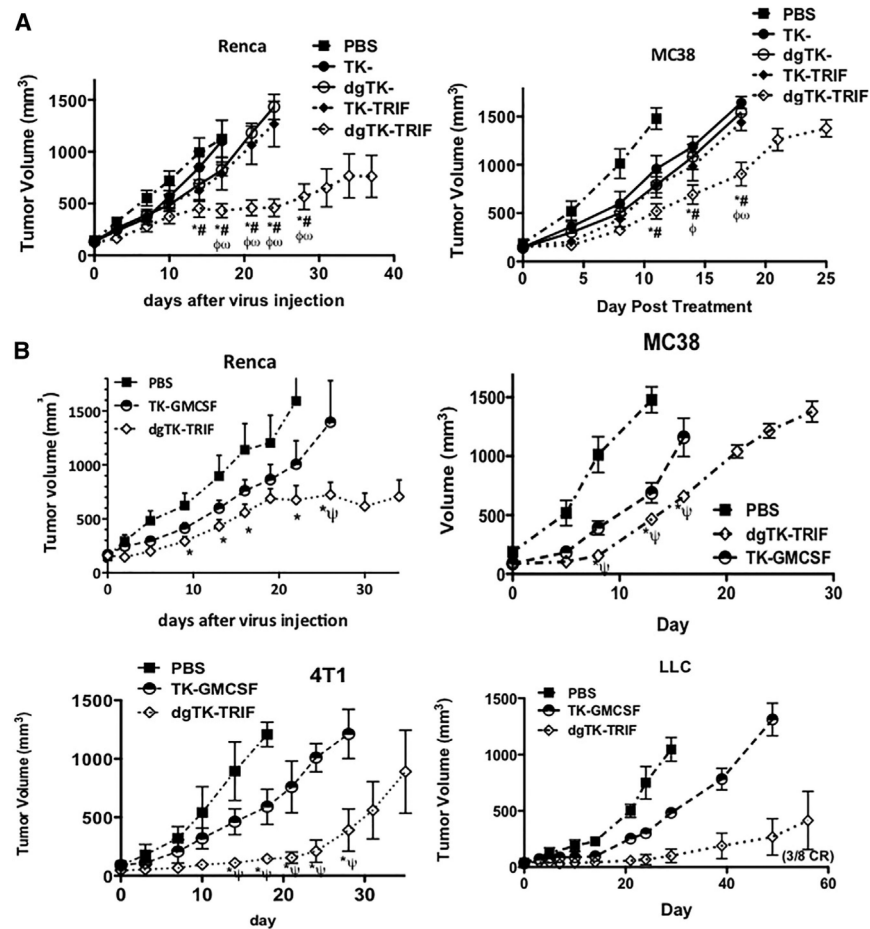 A
Renca
PBS
TK-
dgTK-
TK-TRIF
dgTK-TRIF
Tumor Volume (mm³)
1500
1000
500
0
*# *# *# *# *#
ϕω ϕω ϕω ϕω
0 10 20 30 40
days after virus injection
MC38
PBS
TK-
dgTK-
TK-TRIF
dgTK-TRIF
Tumor Volume (mm³)
1500
1000
500
0
*# *# *#
ϕ ϕω
0 5 10 15 20 25
Day Post Treatment
B
Renca
PBS
TK-GMCSF
dgTK-TRIF
Tumor volume (mm³)
1500
1000
500
0
* * * * *ψ
0 10 20 30
days after virus injection
MC38
Volume (mm³)
1500
1000
500
0
PBS
dgTK-TRIF
TK-GMCSF
*ψ *ψ *ψ
0 10 20 30
Day
4T1
PBS
TK-GMCSF
dgTK-TRIF
Tumor Volume (mm³)
1500
1000
500
0
*ψ *ψ *ψ *ψ *ψ
0 10 20 30
day
LLC
PBS
TK-GMCSF
dgTK-TRIF
Tumor Volume (mm³)
1500
1000
500
0
(3/8 CR)
0 20 40 60
Day